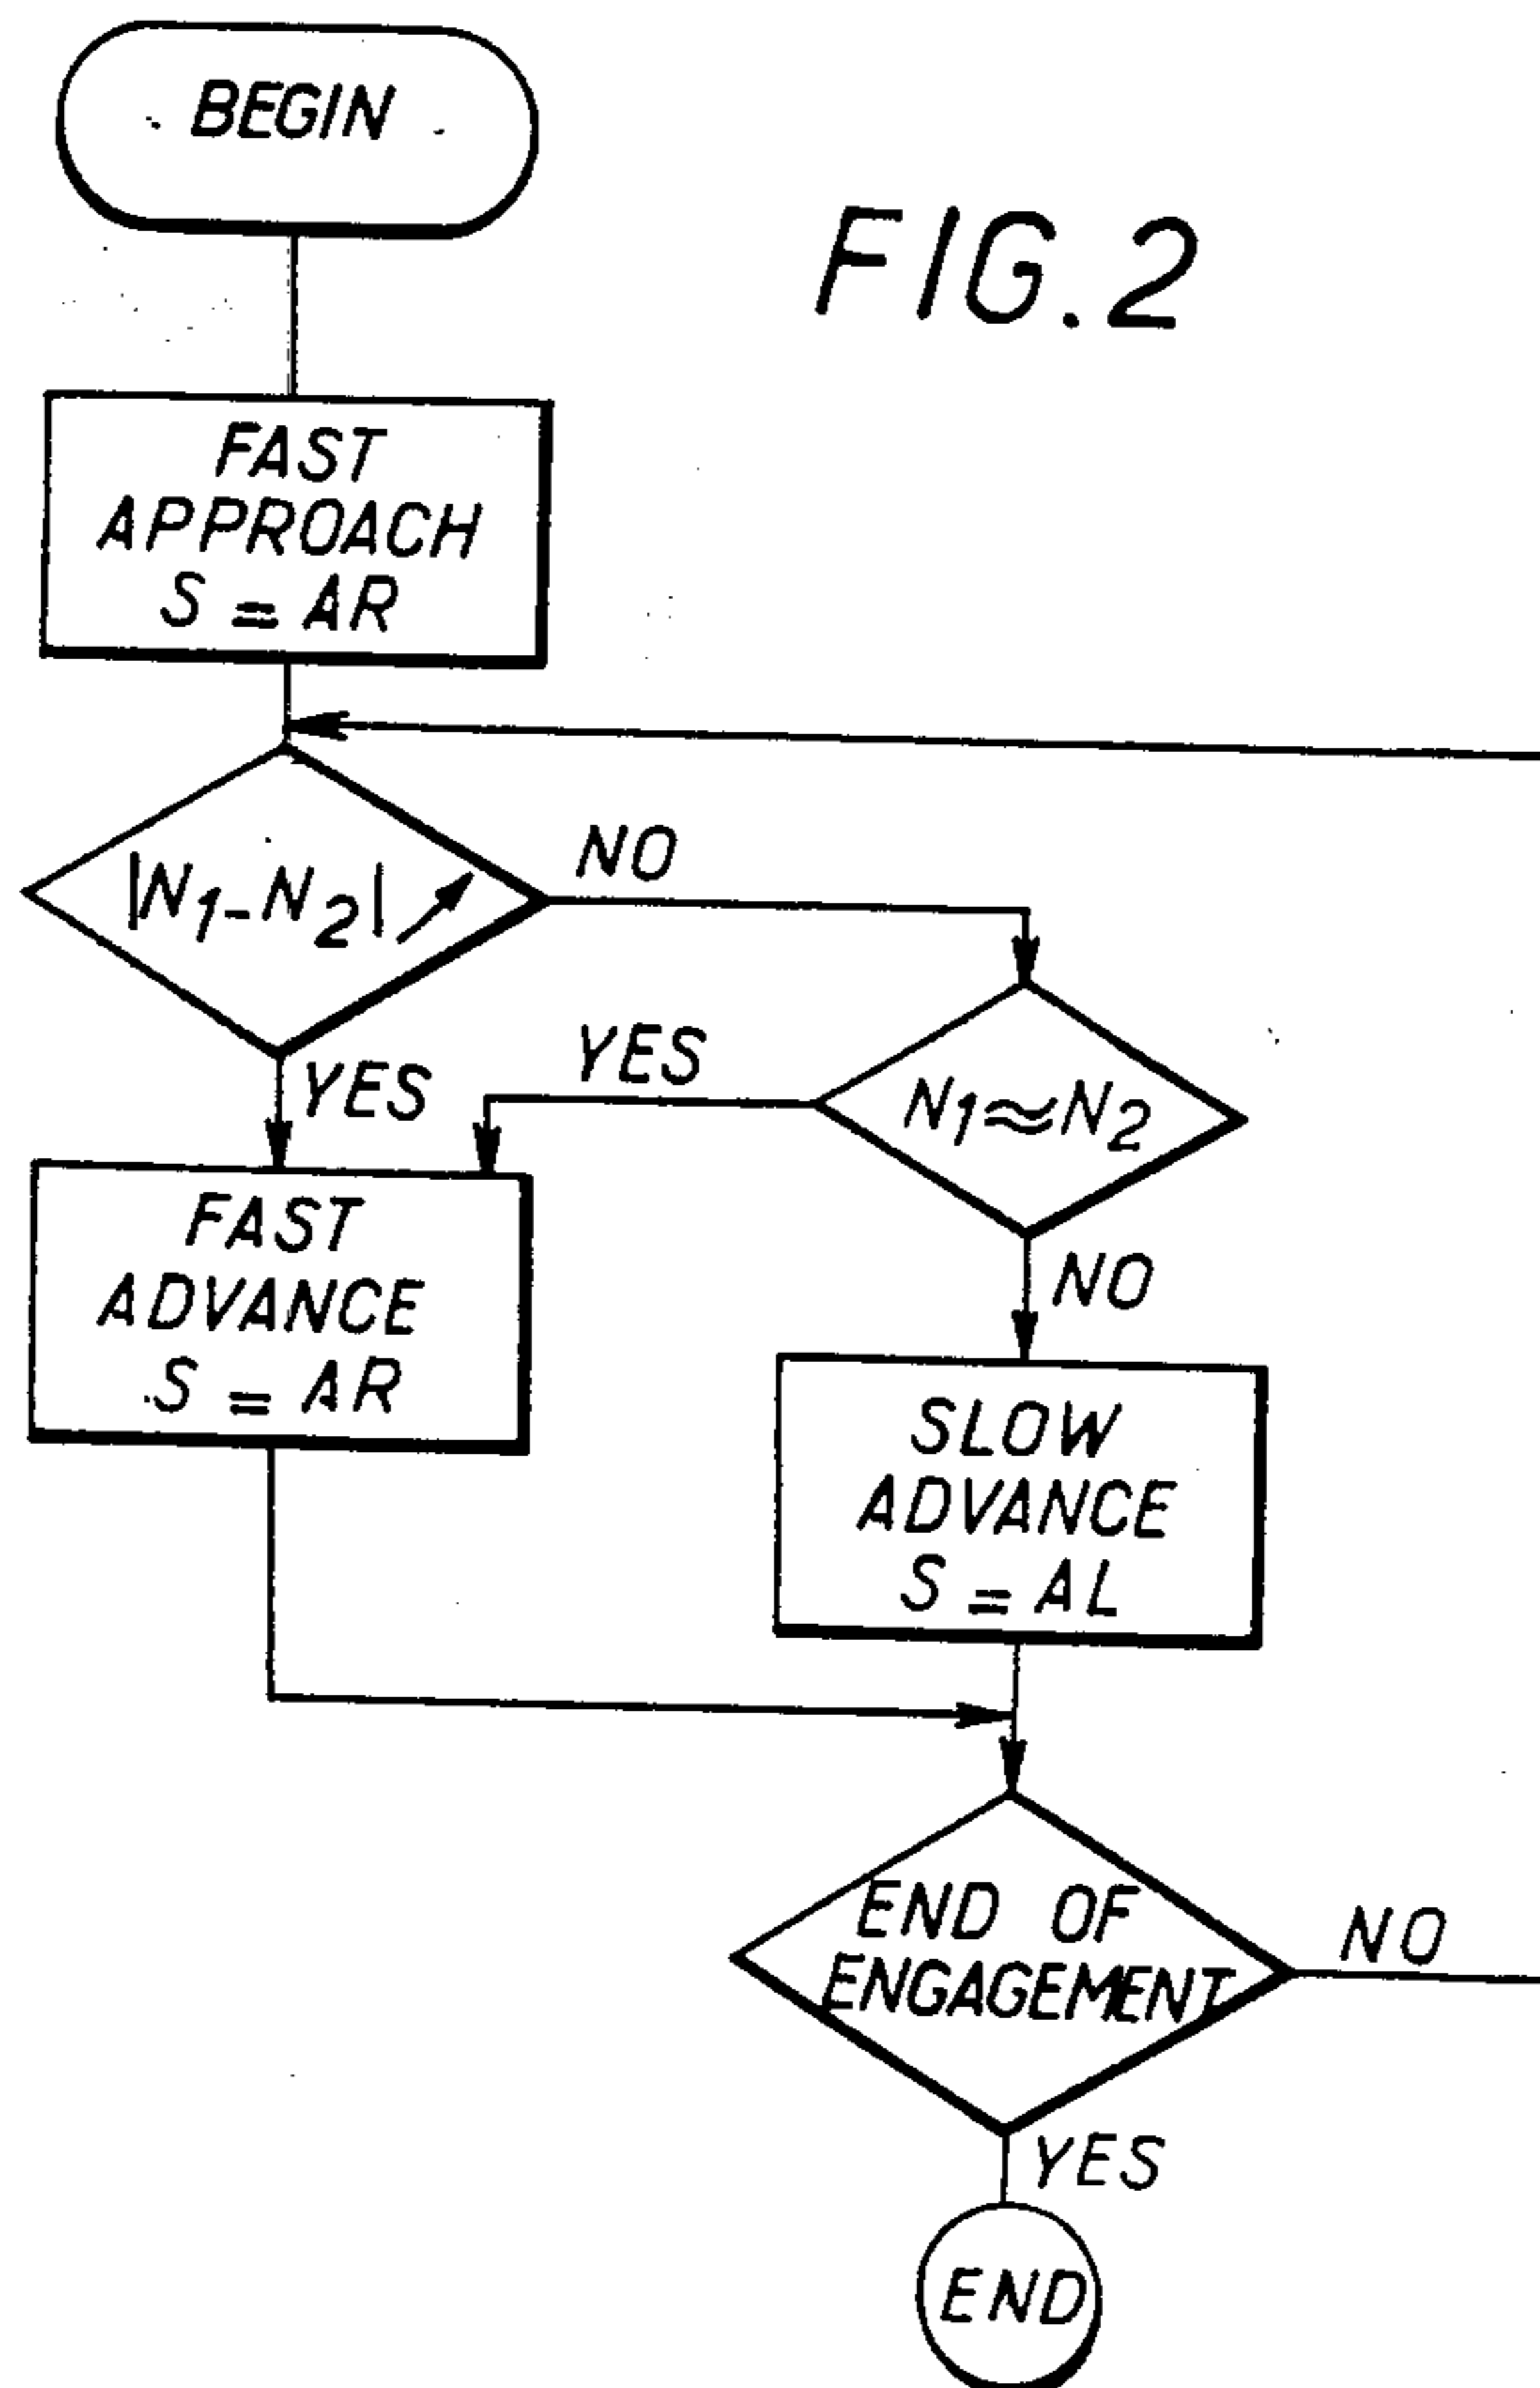 BEGIN
FIG.2
FAST
APPROACH
S = AR
|N1-N2|↗
NO
YES
YES
N1≈N2
NO
FAST
ADVANCE
S = AR
SLOW
ADVANCE
S = AL
END OF
ENGAGEMENT
NO
YES
END